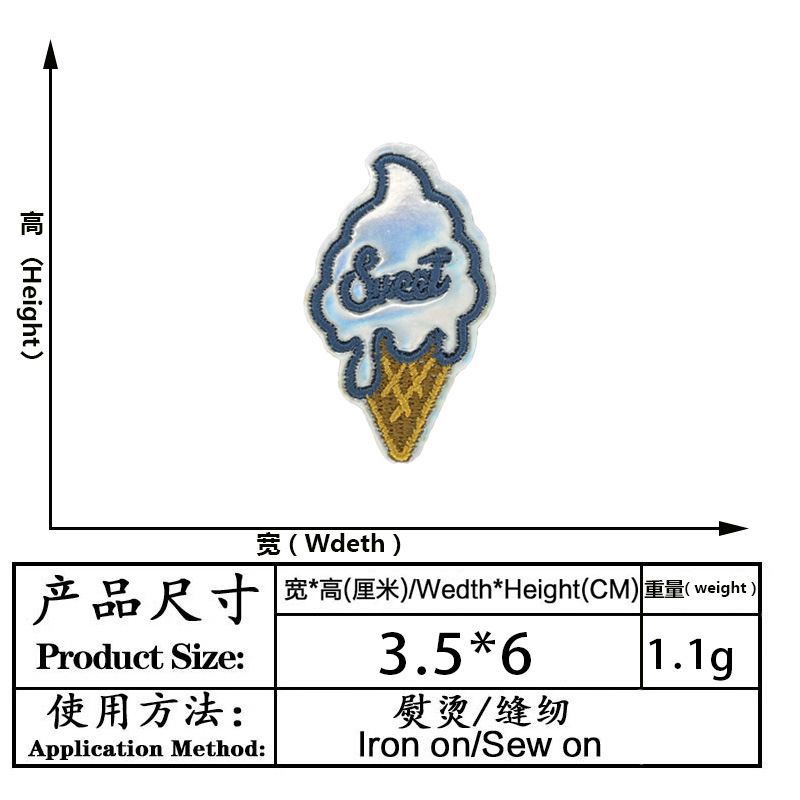 高 (Height)
Sweet
宽 ( Wdeth )
产品尺寸
Product Size:
宽*高(厘米)/Wedth*Height(CM)
重量( weight )
3.5*6
1.1g
使用方法:
Application Method:
熨烫/缝纫
Iron on/Sew on